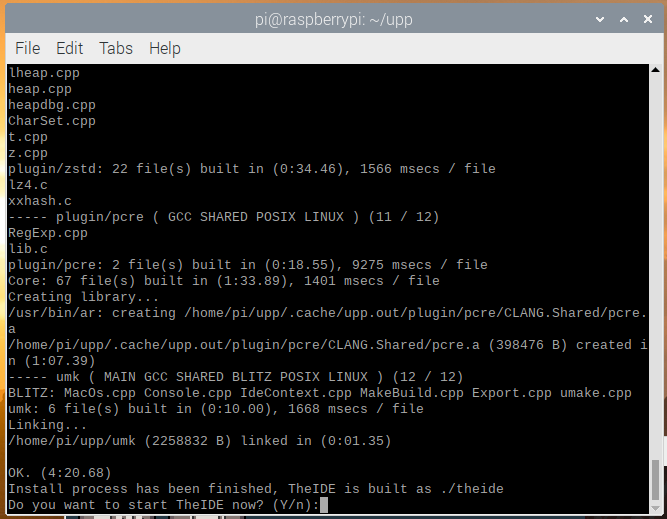 pi@raspberrypi: ~/upp
File Edit Tabs Help
lheap.cpp
heap.cpp
heapdbg.cpp
CharSet.cpp
t.cpp
z.cpp
plugin/zstd: 22 file(s) built in (0:34.46), 1566 msecs / file
lz4.c
xxhash.c
----- plugin/pcre ( GCC SHARED POSIX LINUX ) (11 / 12)
RegExp.cpp
lib.c
plugin/pcre: 2 file(s) built in (0:18.55), 9275 msecs / file
Core: 67 file(s) built in (1:33.89), 1401 msecs / file
Creating library...
/usr/bin/ar: creating /home/pi/upp/.cache/upp.out/plugin/pcre/CLANG.Shared/pcre.
a
/home/pi/upp/.cache/upp.out/plugin/pcre/CLANG.Shared/pcre.a (398476 B) created i
n (1:07.39)
----- umk ( MAIN GCC SHARED BLITZ POSIX LINUX ) (12 / 12)
BLITZ: MacOs.cpp Console.cpp IdeContext.cpp MakeBuild.cpp Export.cpp umake.cpp
umk: 6 file(s) built in (0:10.00), 1668 msecs / file
Linking...
/home/pi/upp/umk (2258832 B) linked in (0:01.35)
OK. (4:20.68)
Install process has been finished, TheIDE is built as ./theide
Do you want to start TheIDE now? (Y/n):